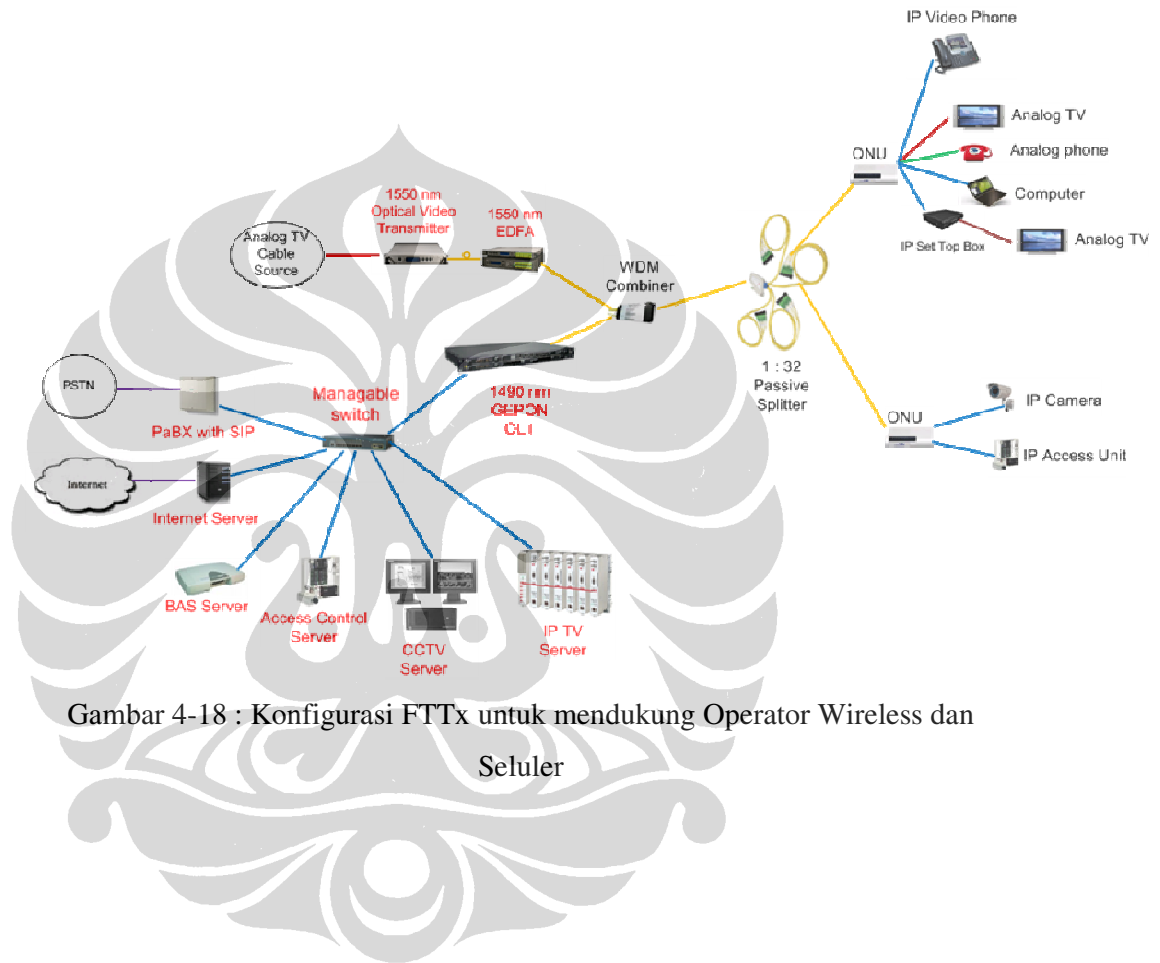 IP Video Phone
Analog TV
ONU
Analog phone
Computer
IP Set Top Box
Analog TV
1550 nm
Optical Video
Transmitter
1550 nm
EDFA
Analog TV
Cable
Source
WDM
Combiner
1 : 32
Passive
Splitter
1490 nm
GEPON
PSTN
Managable
switch
PaBX with SIP
ONU
IP Camera
IP Access Unit
Internet
Internet Server
BAS Server
Access Control
Server
CCTV
Server
IP TV
Server
Gambar 4-18 : Konfigurasi FTTx untuk mendukung Operator Wireless dan
Seluler